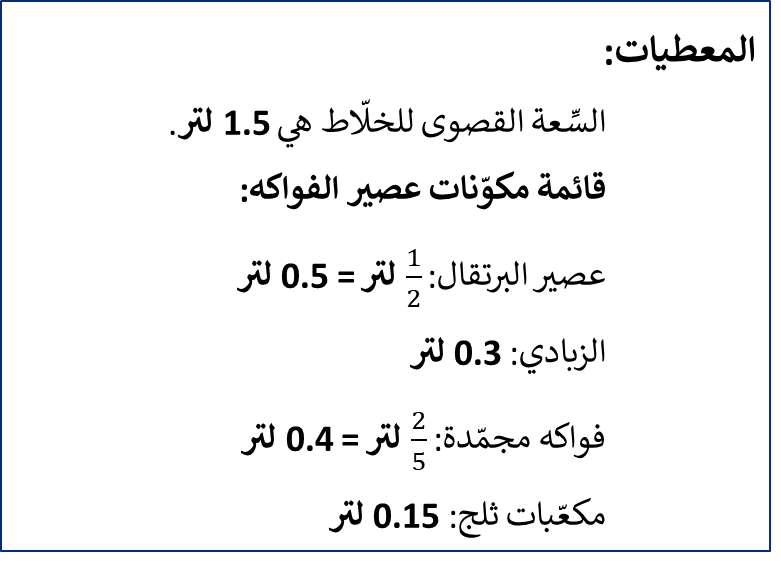 المعطيات:
السِّعة القصوى للخلّاط هي 1.5 لتر.
قائمة مكوّنات عصير الفواكه:
عصير البرتقال: 1/2 لتر = 0.5 لتر
الزبادي: 0.3 لتر
فواكه مجمّدة: 2/5 لتر = 0.4 لتر
مكعّبات ثلج: 0.15 لتر